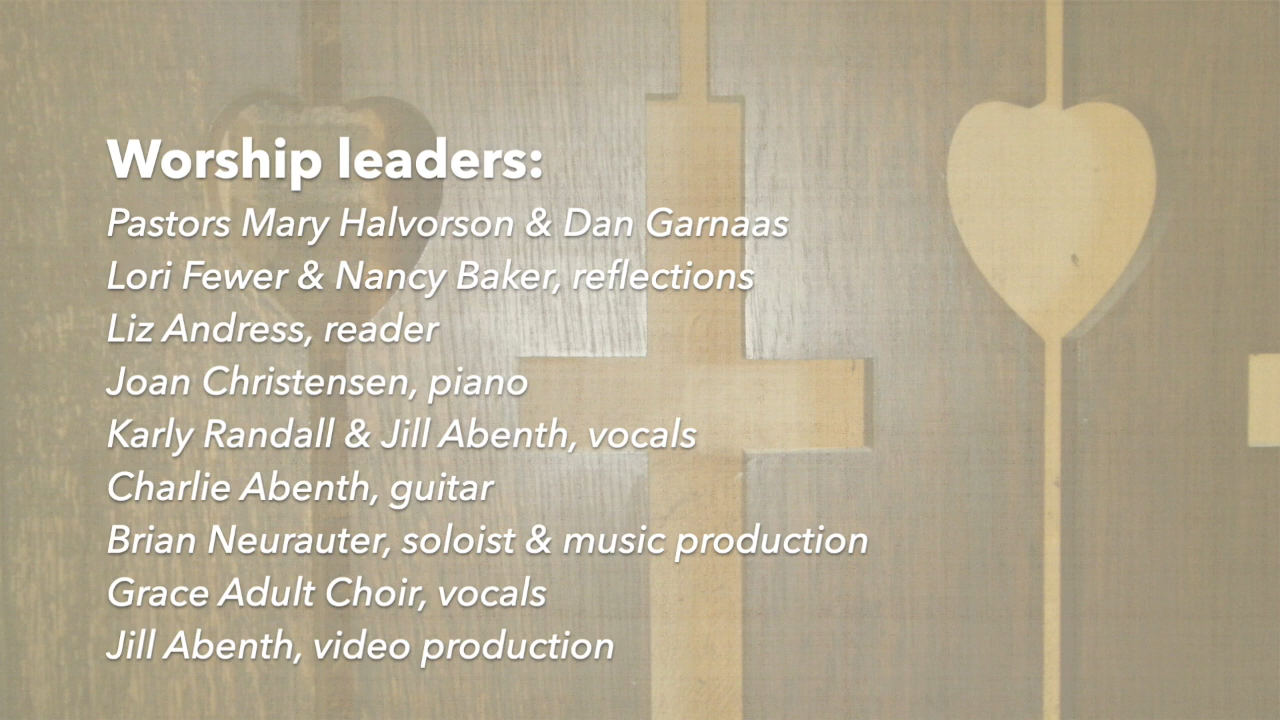 Worship leaders:
Pastors Mary Halvorson & Dan Garnaas
Lori Fewer & Nancy Baker, reflections
Liz Andress, reader
Joan Christensen, piano
Karly Randall & Jill Abenth, vocals
Charlie Abenth, guitar
Brian Neurauter, soloist & music production
Grace Adult Choir, vocals
Jill Abenth, video production